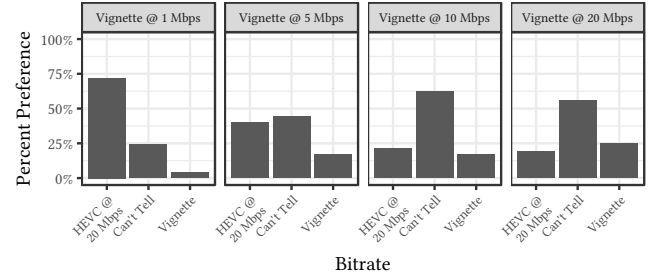 Vignette @ 1 Mbps Vignette @ 5 Mbps Vignette @ 10 Mbps Vignette @ 20 Mbps
Percent Preference
100%
75%
50%
25%
0%
HEVC @
20 Mbps
Can't Tell
Vignette
HEVC @
20 Mbps
Can't Tell
Vignette
HEVC @
20 Mbps
Can't Tell
Vignette
HEVC @
20 Mbps
Can't Tell
Vignette
Bitrate